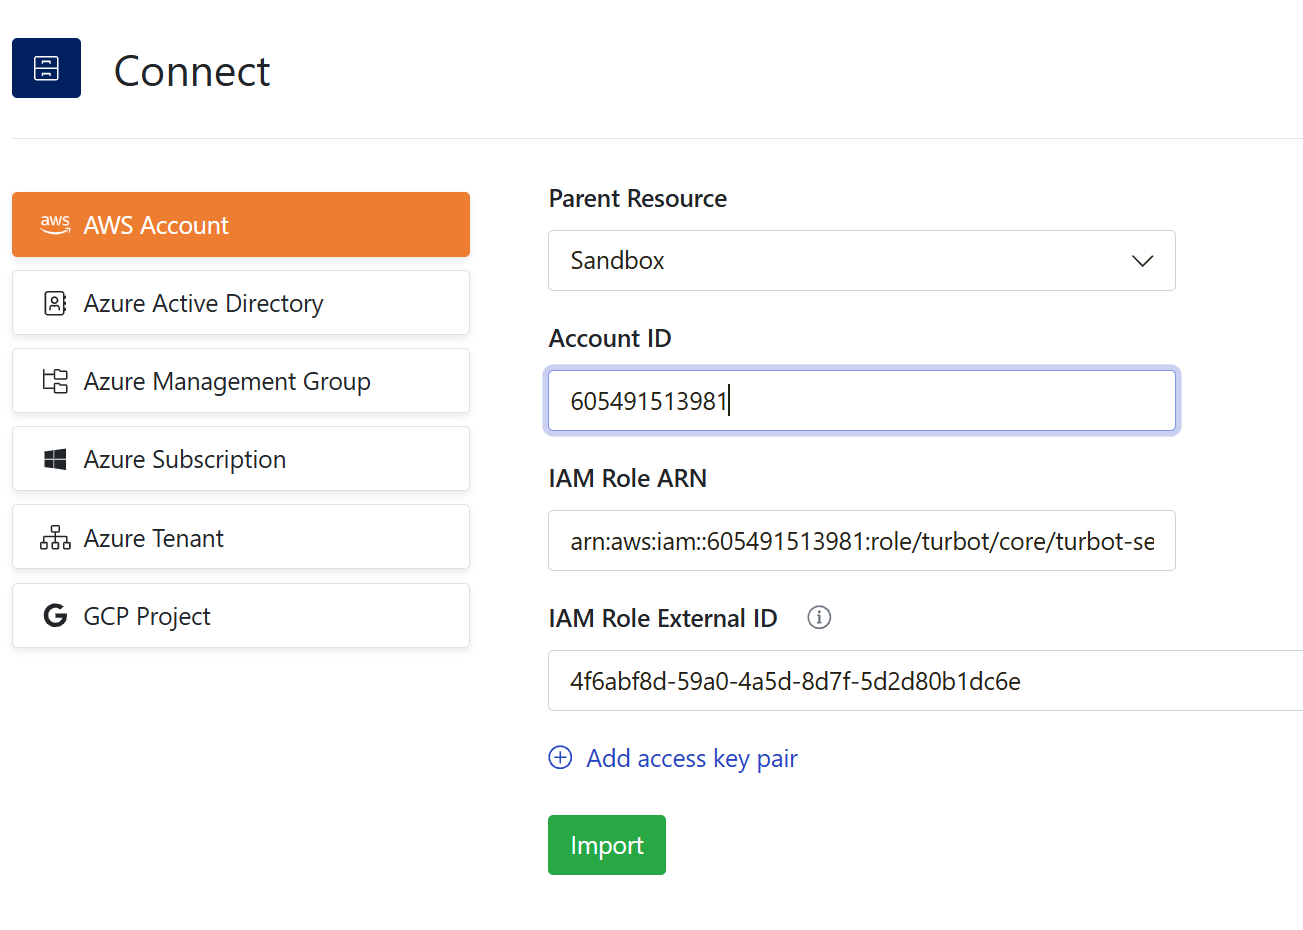 Connect
aws AWS Account
Azure Active Directory
Azure Management Group
Azure Subscription
Azure Tenant
GCP Project
Parent Resource
Sandbox
Account ID
605491513981
IAM Role ARN
arn:aws:iam::605491513981:role/turbot/core/turbot-se
IAM Role External ID
4f6abf8d-59a0-4a5d-8d7f-5d2d80b1dc6e
Add access key pair
Import